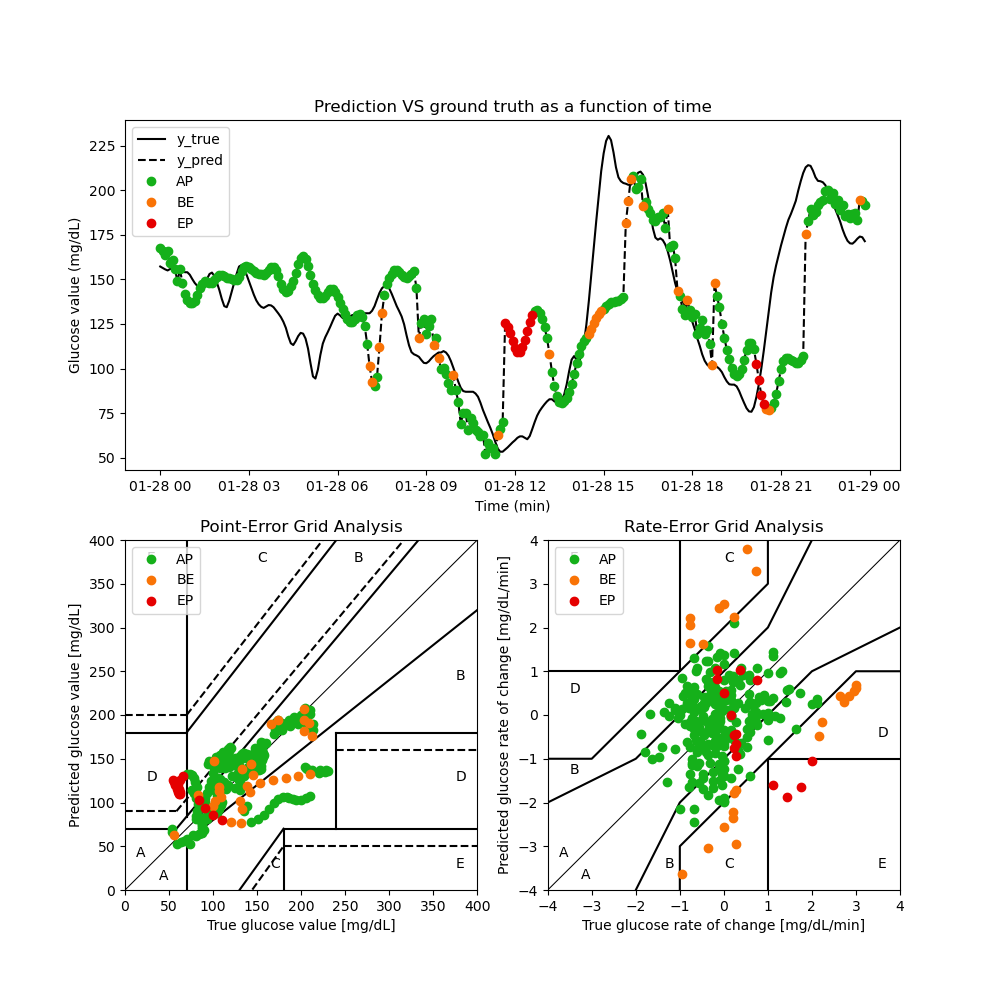 Prediction VS ground truth as a function of time
Glucose value (mg/dL)
225
200
175
150
125
100
75
50
y_true
y_pred
AP
BE
EP
01-28 00 01-28 03 01-28 06 01-28 09 01-28 12 01-28 15 01-28 18 01-28 21 01-29 00
Time (min)
Point-Error Grid Analysis
Predicted glucose value [mg/dL]
400
350
300
250
200
150
100
50
0
AP
BE
EP
C
B
B
D
D
A
A
C
E
0 50 100 150 200 250 300 350 400
True glucose value [mg/dL]
Rate-Error Grid Analysis
Predicted glucose rate of change [mg/dL/min]
4
3
2
1
0
−1
−2
−3
−4
AP
BE
EP
C
D
D
B
A
A
B
C
E
−4 −3 −2 −1 0 1 2 3 4
True glucose rate of change [mg/dL/min]